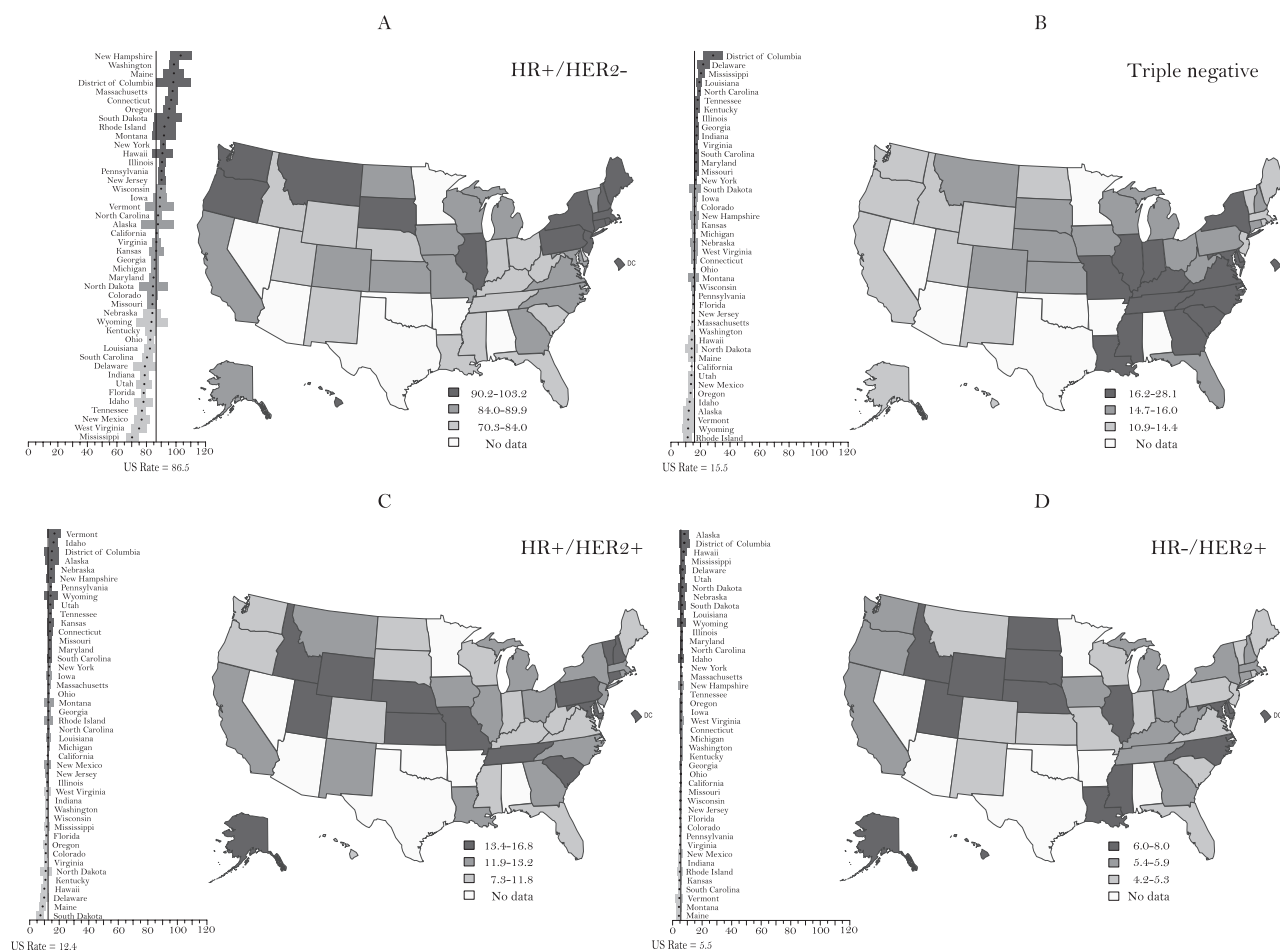 A
HR+/HER2-
New Hampshire
Washington
Maine
District of Columbia
Massachusetts
Connecticut
Oregon
South Dakota
Rhode Island
Montana
New York
Hawaii
Illinois
Pennsylvania
New Jersey
Wisconsin
Iowa
Vermont
North Carolina
Alaska
California
Virginia
Kansas
Georgia
Michigan
Maryland
North Dakota
Colorado
Missouri
Nebraska
Wyoming
Kentucky
Ohio
Louisiana
South Carolina
Delaware
Indiana
Utah
Florida
Idaho
Tennessee
New Mexico
West Virginia
Mississippi
0 20 40 60 80 100 120
US Rate = 86.5
DC
90.2-103.2
84.0-89.9
70.3-84.0
No data
B
Triple negative
District of Columbia
Delaware
Mississippi
Louisiana
North Carolina
Tennessee
Kentucky
Illinois
Georgia
Indiana
Virginia
South Carolina
Maryland
Missouri
New York
South Dakota
Iowa
Colorado
New Hampshire
Kansas
Michigan
Nebraska
West Virginia
Connecticut
Ohio
Montana
Wisconsin
Pennsylvania
Florida
New Jersey
Massachusetts
Washington
Hawaii
North Dakota
Maine
California
Utah
New Mexico
Oregon
Idaho
Alaska
Vermont
Wyoming
Rhode Island
0 20 40 60 80 100 120
US Rate = 15.5
DC
16.2-28.1
14.7-16.0
10.9-14.4
No data
C
HR+/HER2+
Vermont
Idaho
District of Columbia
Alaska
Nebraska
New Hampshire
Pennsylvania
Wyoming
Utah
Tennessee
Kansas
Connecticut
Missouri
Maryland
South Carolina
New York
Iowa
Massachusetts
Ohio
Montana
Georgia
Rhode Island
North Carolina
Louisiana
Michigan
California
New Mexico
New Jersey
Illinois
West Virginia
Indiana
Washington
Wisconsin
Mississippi
Florida
Oregon
Colorado
Virginia
North Dakota
Kentucky
Hawaii
Delaware
Maine
South Dakota
0 20 40 60 80 100 120
US Rate = 12.4
DC
13.4-16.8
11.9-13.2
7.3-11.8
No data
D
HR-/HER2+
Alaska
District of Columbia
Hawaii
Mississippi
Delaware
Utah
North Dakota
Nebraska
South Dakota
Louisiana
Wyoming
Illinois
Maryland
North Carolina
Idaho
New York
Massachusetts
New Hampshire
Tennessee
Oregon
Iowa
West Virginia
Connecticut
Michigan
Washington
Kentucky
Georgia
Ohio
California
Missouri
Wisconsin
New Jersey
Florida
Colorado
Pennsylvania
Virginia
New Mexico
Indiana
Rhode Island
Kansas
South Carolina
Vermont
Montana
Maine
0 20 40 60 80 100 120
US Rate = 5.5
DC
6.0-8.0
5.4-5.9
4.2-5.3
No data